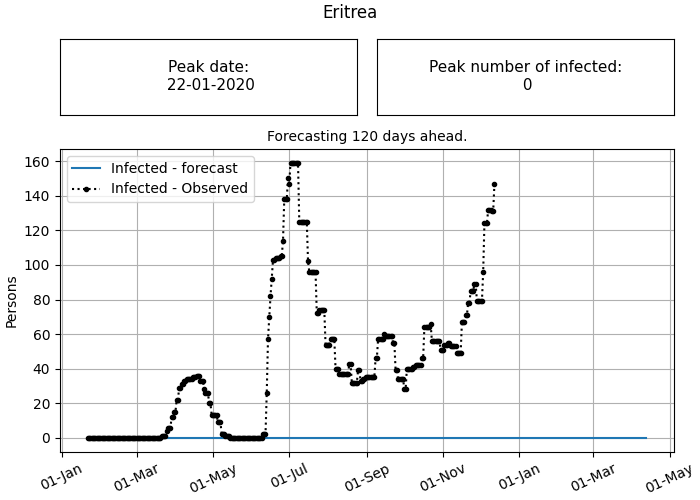 Eritrea
Peak date:
22-01-2020
Peak number of infected:
0
Forecasting 120 days ahead.
Infected - forecast
Infected - Observed
Persons
160
140
120
100
80
60
40
20
0
01-Jan
01-Mar
01-May
01-Jul
01-Sep
01-Nov
01-Jan
01-Mar
01-May